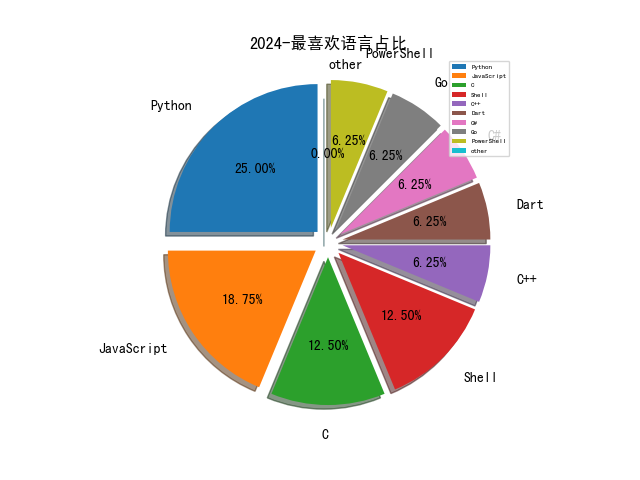 2024-最喜欢语言占比
PowerShell
other
Go
C#
Python
Dart
C++
Shell
C
JavaScript
25.00%
18.75%
12.50%
12.50%
6.25%
6.25%
6.25%
6.25%
6.25%
0.00%
Python
JavaScript
C
Shell
C++
Dart
C#
Go
PowerShell
other